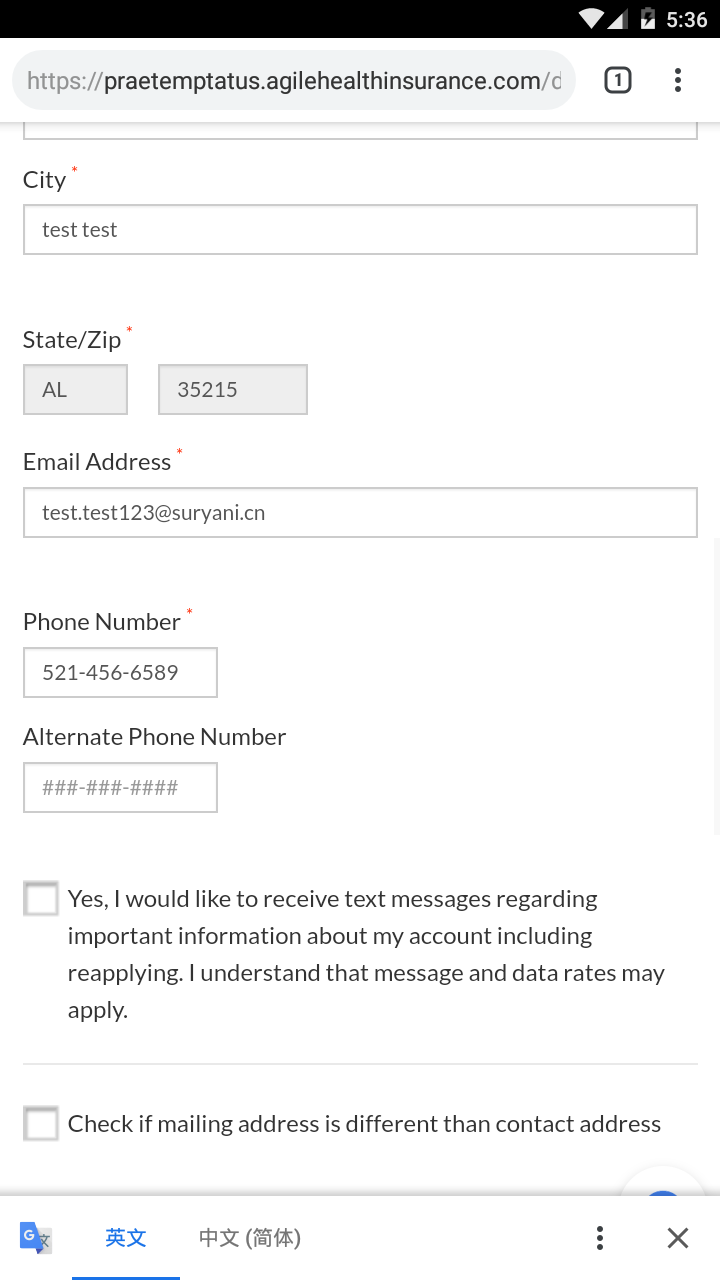 5:36
https://praetemptatus.agilehealthinsurance.com/d
1
City *
test test
State/Zip *
AL 35215
Email Address *
test.test123@suryani.cn
Phone Number *
521-456-6589
Alternate Phone Number
###-###-####
Yes, I would like to receive text messages regarding
important information about my account including
reapplying. I understand that message and data rates may
apply.
Check if mailing address is different than contact address
G 文 英文 中文 (简体)